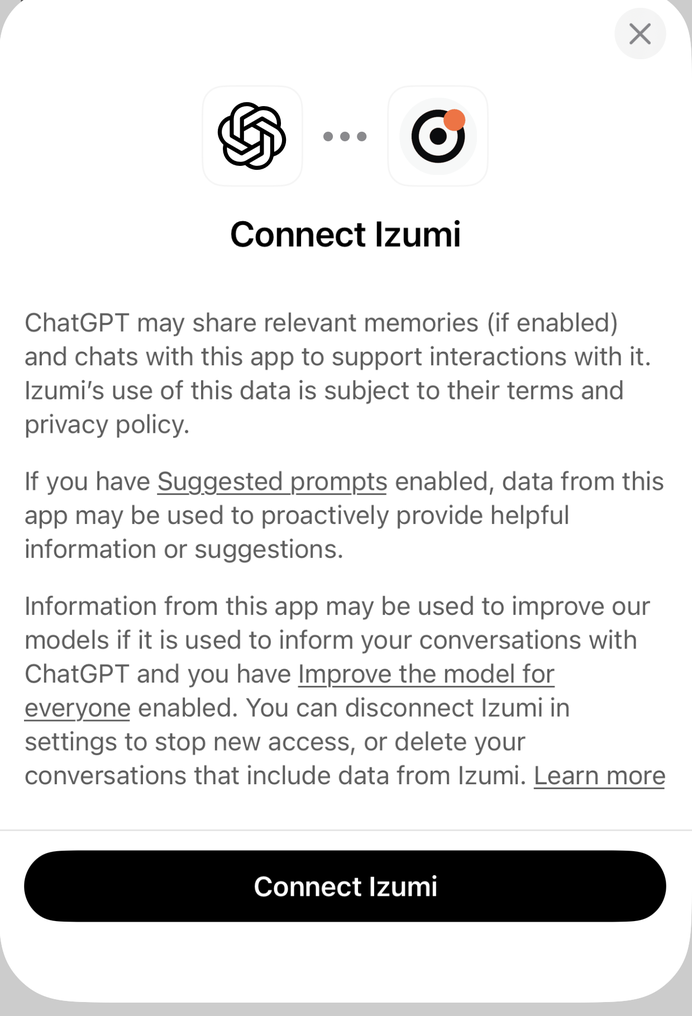 Connect Izumi
ChatGPT may share relevant memories (if enabled)
and chats with this app to support interactions with it.
Izumi’s use of this data is subject to their terms and
privacy policy.
If you have Suggested prompts enabled, data from this
app may be used to proactively provide helpful
information or suggestions.
Information from this app may be used to improve our
models if it is used to inform your conversations with
ChatGPT and you have Improve the model for
everyone enabled. You can disconnect Izumi in
settings to stop new access, or delete your
conversations that include data from Izumi. Learn more
Connect Izumi